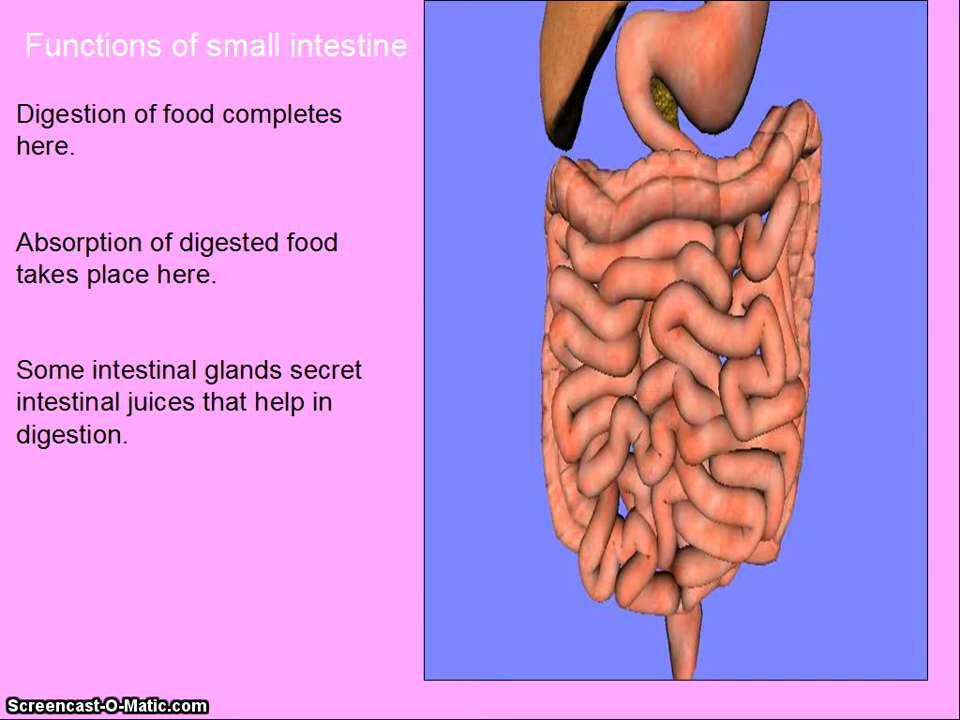 Functions of small intestine
Digestion of food completes
here.
Absorption of digested food
takes place here.
Some intestinal glands secret
intestinal juices that help in
digestion.
Screencast-O-Matic.com